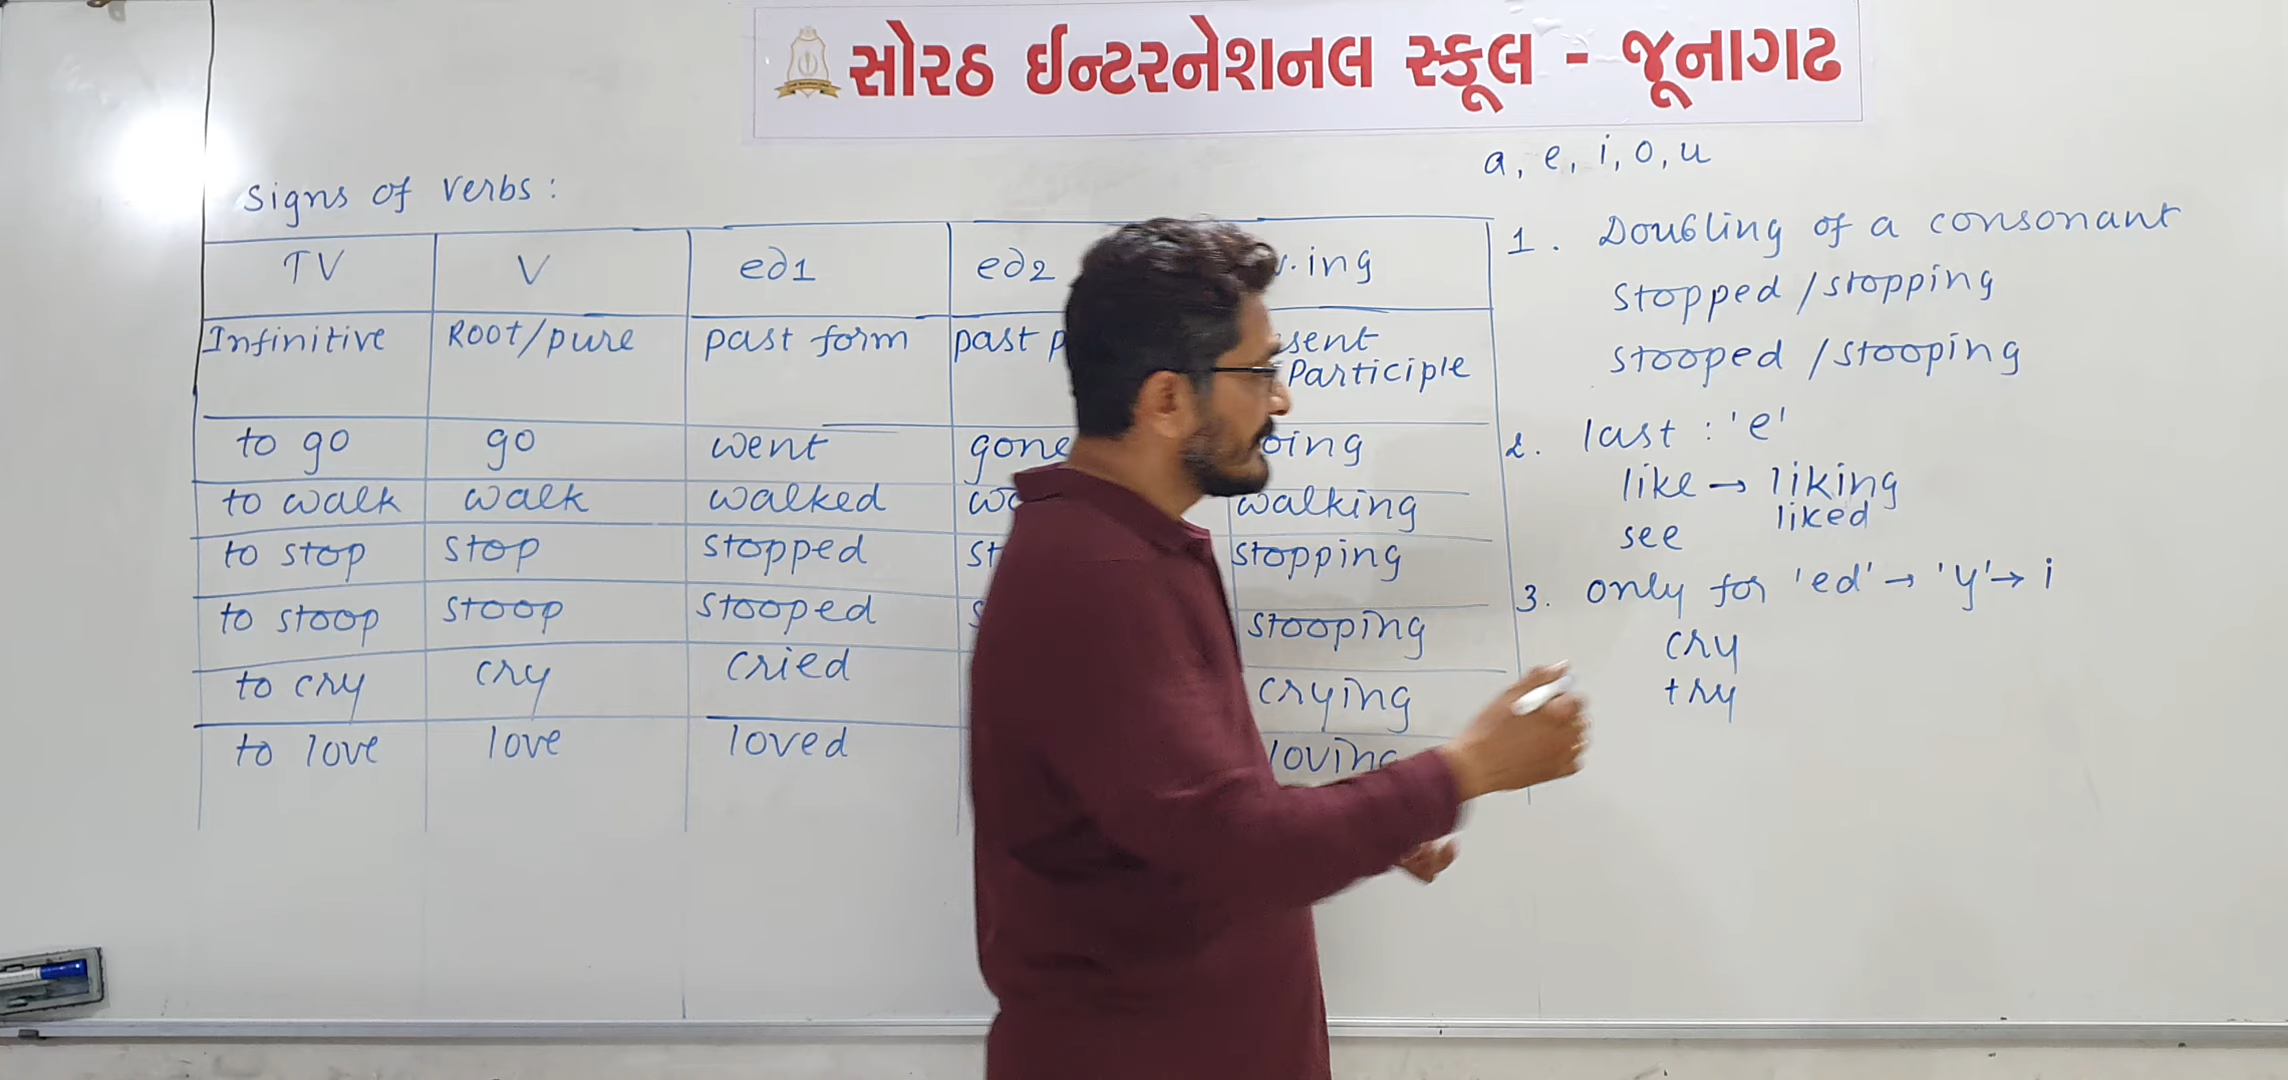 સોરઠ ઈન્ટરનેશનલ સ્કૂલ - જૂનાગઢ
a, e, i, o, u
Signs of verbs :
TV V ed1 ed2 v.ing
Infinitive Root/pure past form past
Participle
to go go went gone
to walk walk walked walking
to stop stop stopped stopping
to stoop stoop stooped stooping
to cry cry cried crying
to love love loved loving
1. Doubling of a consonant
stopped / stopping
stooped / stooping
2. last : 'e'
like → liking
liked
see
3. only for 'ed' → 'y' → i
cry
try